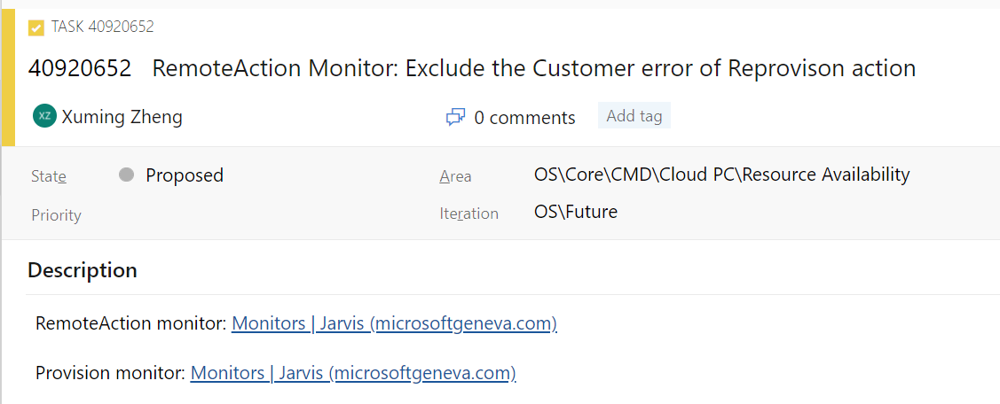 TASK 40920652
40920652 RemoteAction Monitor: Exclude the Customer error of Reprovison action
XZ Xuming Zheng 0 comments Add tag
State Proposed Area OS\Core\CMD\Cloud PC\Resource Availability
Priority Iteration OS\Future
Description
RemoteAction monitor: Monitors | Jarvis (microsoftgeneva.com)
Provision monitor: Monitors | Jarvis (microsoftgeneva.com)